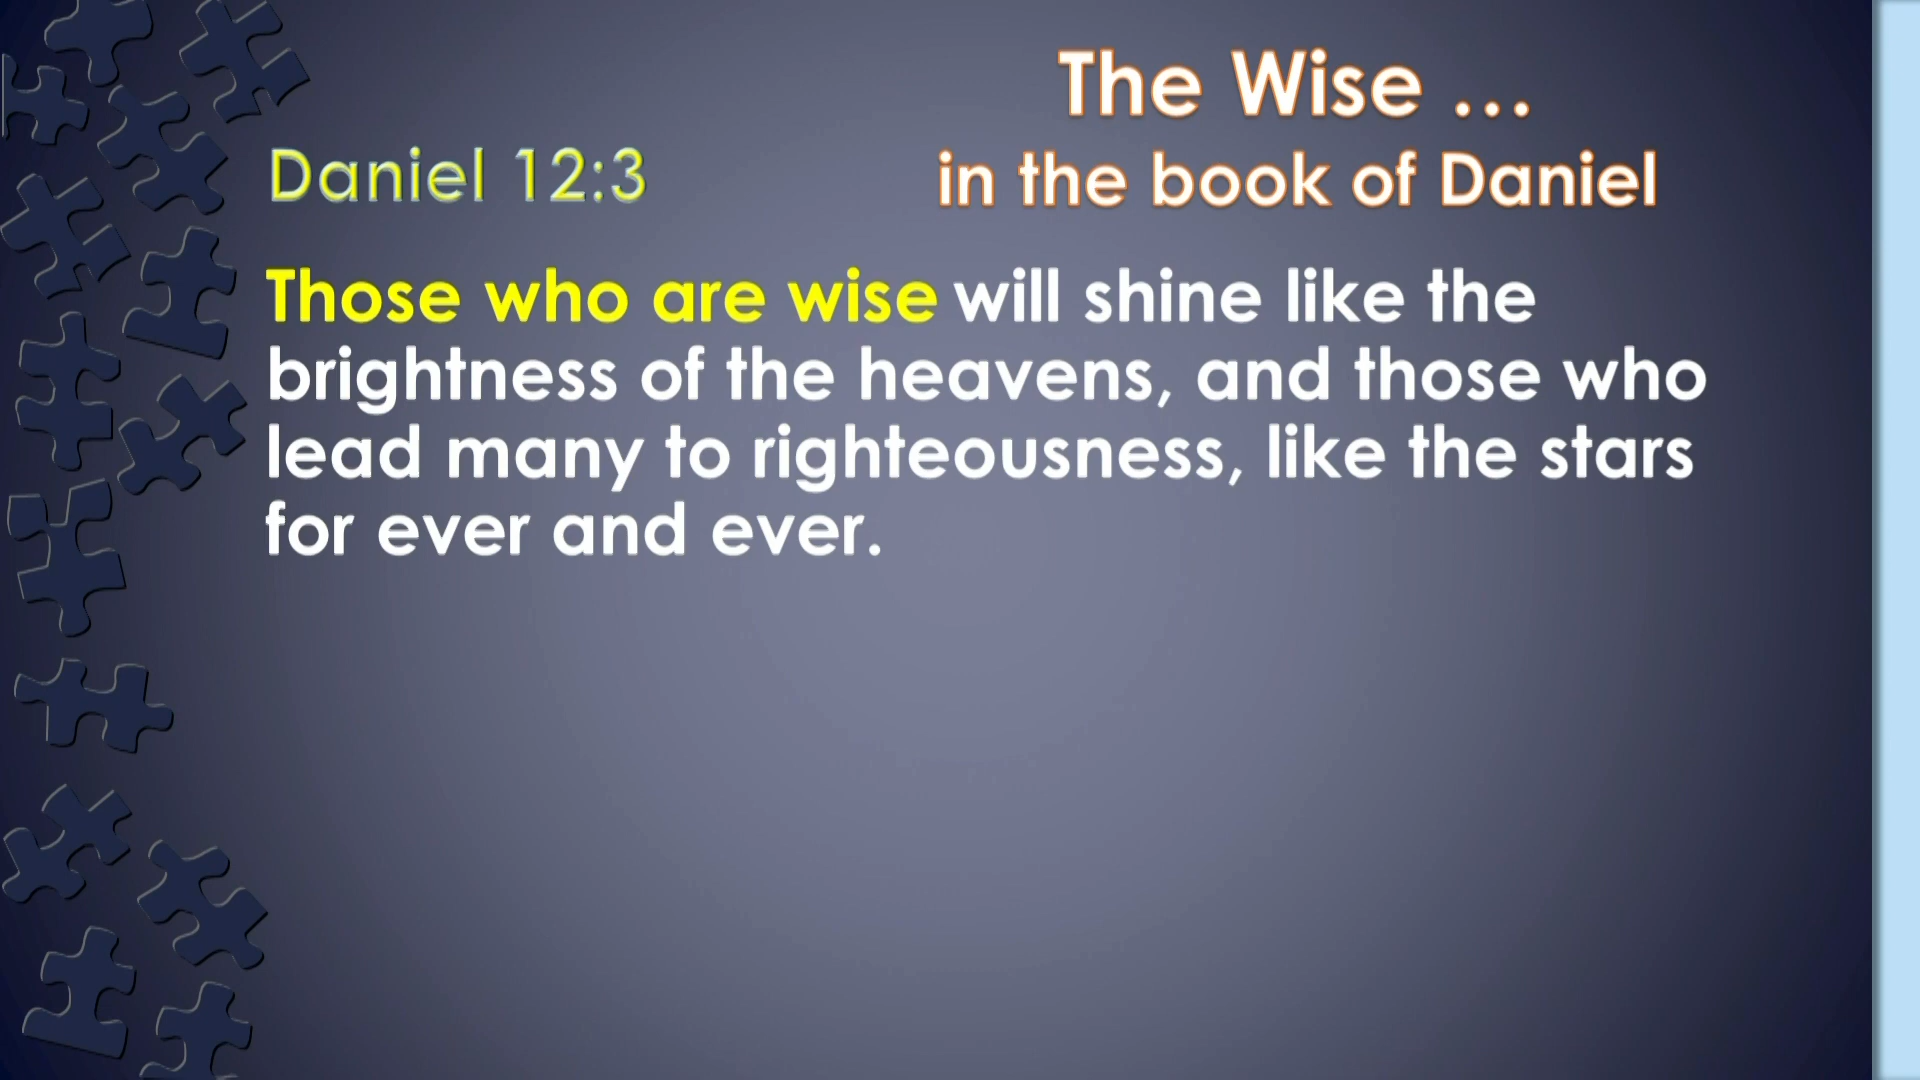 The Wise …
in the book of Daniel
Daniel 12:3
Those who are wise will shine like the
brightness of the heavens, and those who
lead many to righteousness, like the stars
for ever and ever.